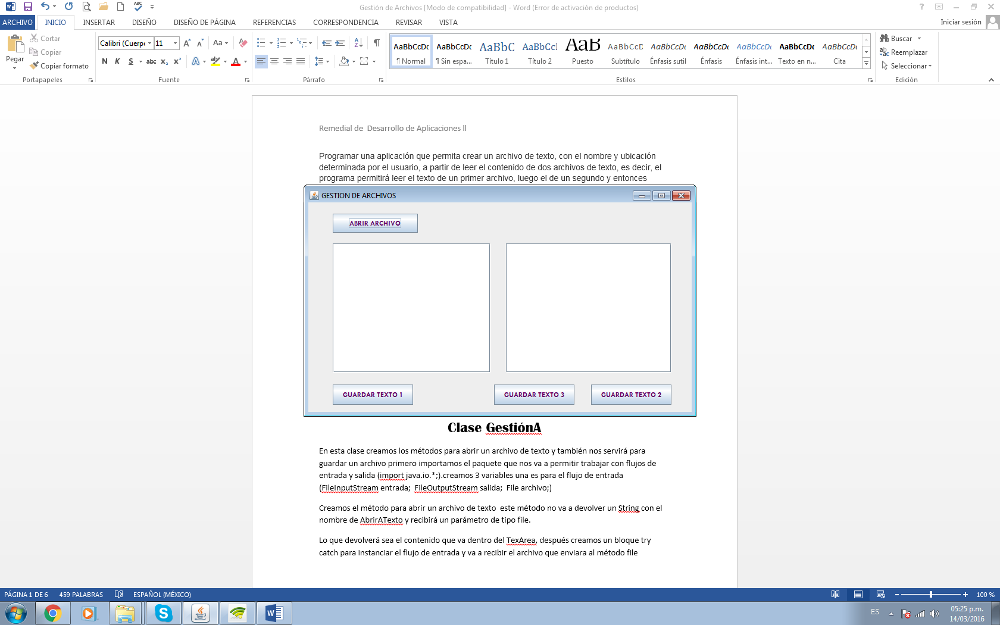 Gestión de Archivos [Modo de compatibilidad] - Word (Error de activación de productos)
ARCHIVO INICIO INSERTAR DISEÑO DISEÑO DE PÁGINA REFERENCIAS CORRESPONDENCIA REVISAR VISTA Iniciar sesión
Pegar
Cortar
Copiar
Copiar formato
Portapapeles
Calibri (Cuerpo 11
N K S abc x₂ x²
Aa
Fuente
Párrafo
AaBbCcDc AaBbCcDc AaBbC AaBbCcI AaB AaBbCcD AaBbCcDc AaBbCcDc AaBbCcDc AaBbCcDc AaBbCcDc
¶ Normal ¶ Sin espa... Título 1 Título 2 Puesto Subtítulo Énfasis sutil Énfasis Énfasis int... Texto en n... Cita
Estilos
Buscar
Reemplazar
Seleccionar
Edición
Remedial de  Desarrollo de Aplicaciones ll
Programar una aplicación que permita crear un archivo de texto, con el nombre y ubicación
determinada por el usuario, a partir de leer el contenido de dos archivos de texto, es decir, el
programa permitirá leer el texto de un primer archivo, luego el de un segundo y entonces
GESTION DE ARCHIVOS
ABRIR ARCHIVO
GUARDAR TEXTO 1 GUARDAR TEXTO 3 GUARDAR TEXTO 2
Clase GestiónA
En esta clase creamos los métodos para abrir un archivo de texto y también nos servirá para
guardar un archivo primero importamos el paquete que nos va a permitir trabajar con flujos de
entrada y salida (import java.io.*;).creamos 3 variables una es para el flujo de entrada
(FileInputStream entrada;  FileOutputStream salida;  File archivo;)
Creamos el método para abrir un archivo de texto  este método no va a devolver un String con el
nombre de AbrirATexto y recibirá un parámetro de tipo file.
Lo que devolverá sea el contenido que va dentro del TexArea, después creamos un bloque try
catch para instanciar el flujo de entrada y va a recibir el archivo que enviara al método file
PÁGINA 1 DE 6 459 PALABRAS ESPAÑOL (MÉXICO) 100 %
ES 05:25 p.m.
14/03/2016